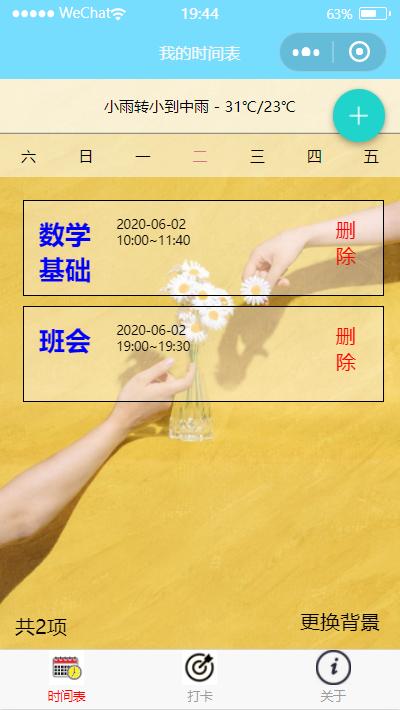 WeChat 19:44 63%
我的时间表
小雨转小到中雨 - 31℃/23℃
六 日 一 二 三 四 五
数学基础
2020-06-02
10:00~11:40
删除
班会
2020-06-02
19:00~19:30
删除
共2项
更换背景
时间表 打卡 关于